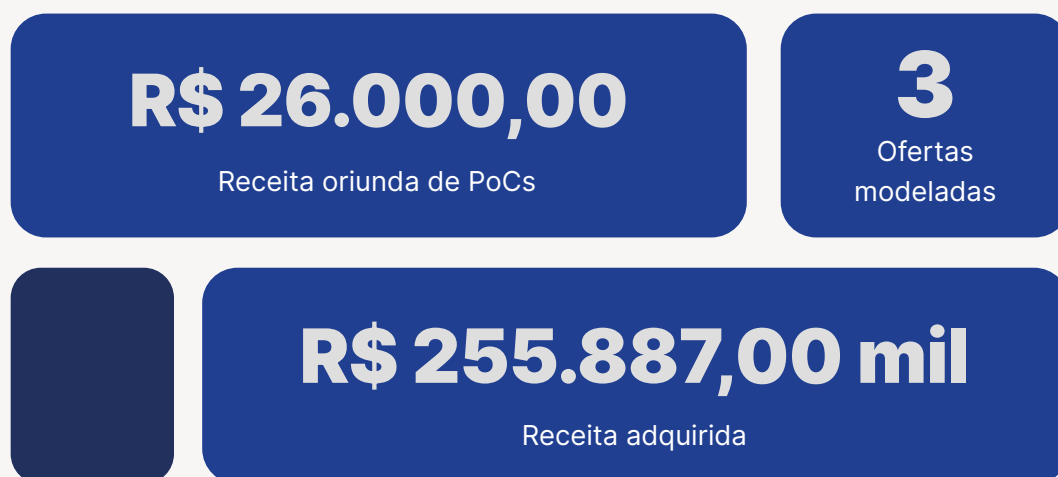 R$ 26.000,00
Receita oriunda de PoCs
3
Ofertas
modeladas
R$ 255.887,00 mil
Receita adquirida